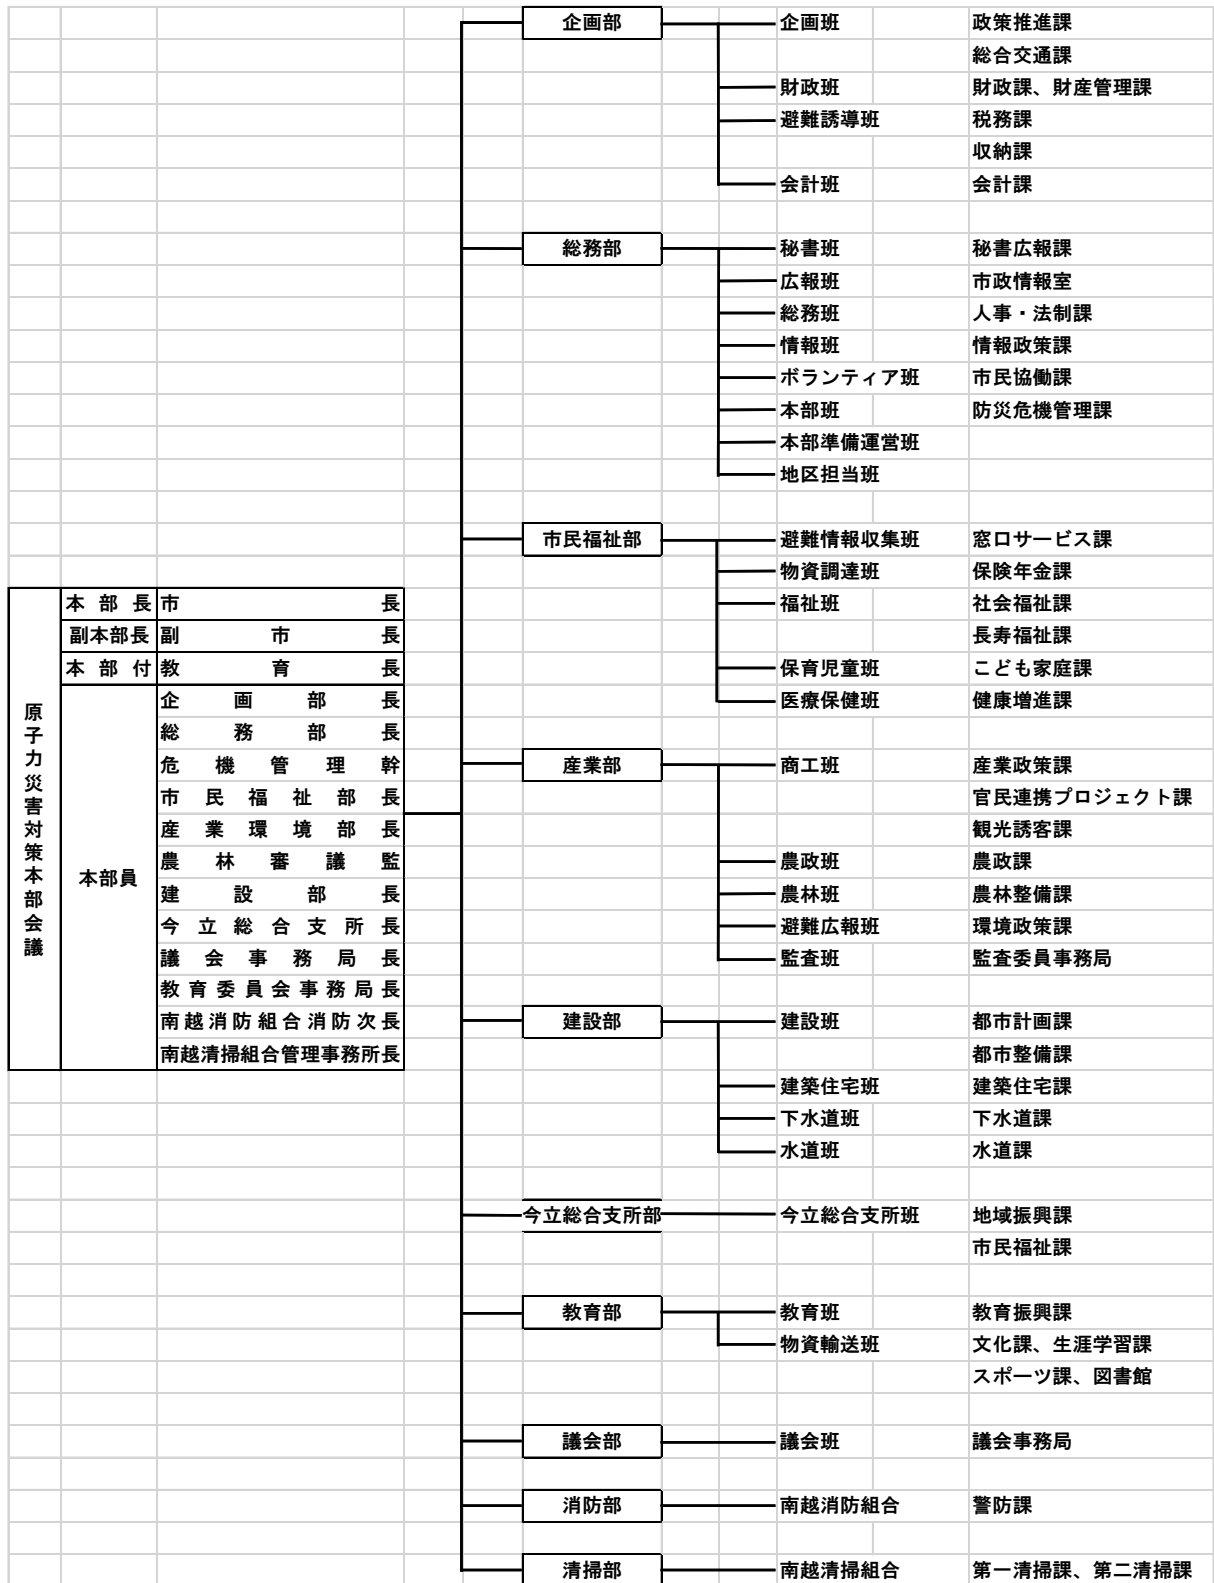 企画部 企画班 政策推進課
総合交通課
財政班 財政課、財産管理課
避難誘導班 税務課
収納課
会計班 会計課
総務部 秘書班 秘書広報課
広報班 市政情報室
総務班 人事・法制課
情報班 情報政策課
ボランティア班 市民協働課
本部班 防災危機管理課
本部準備運営班
地区担当班
市民福祉部 避難情報収集班 窓口サービス課
物資調達班 保険年金課
福祉班 社会福祉課
長寿福祉課
保育児童班 こども家庭課
医療保健班 健康増進課
原子力災害対策本部会議
本部長 市長
副本部長 副市長
本部付 教育長
本部員
企画部長
総務部長
危機管理幹
市民福祉部長
産業環境部長
農林審議監
建設部長
今立総合支所長
議会事務局長
教育委員会事務局長
南越消防組合消防次長
南越清掃組合管理事務所長
産業部 商工班 産業政策課
官民連携プロジェクト課
観光誘客課
農政班 農政課
農林班 農林整備課
避難広報班 環境政策課
監査班 監査委員事務局
建設部 建設班 都市計画課
都市整備課
建築住宅班 建築住宅課
下水道班 下水道課
水道班 水道課
今立総合支所部 今立総合支所班 地域振興課
市民福祉課
教育部 教育班 教育振興課
物資輸送班 文化課、生涯学習課
スポーツ課、図書館
議会部 議会班 議会事務局
消防部 南越消防組合 警防課
清掃部 南越清掃組合 第一清掃課、第二清掃課